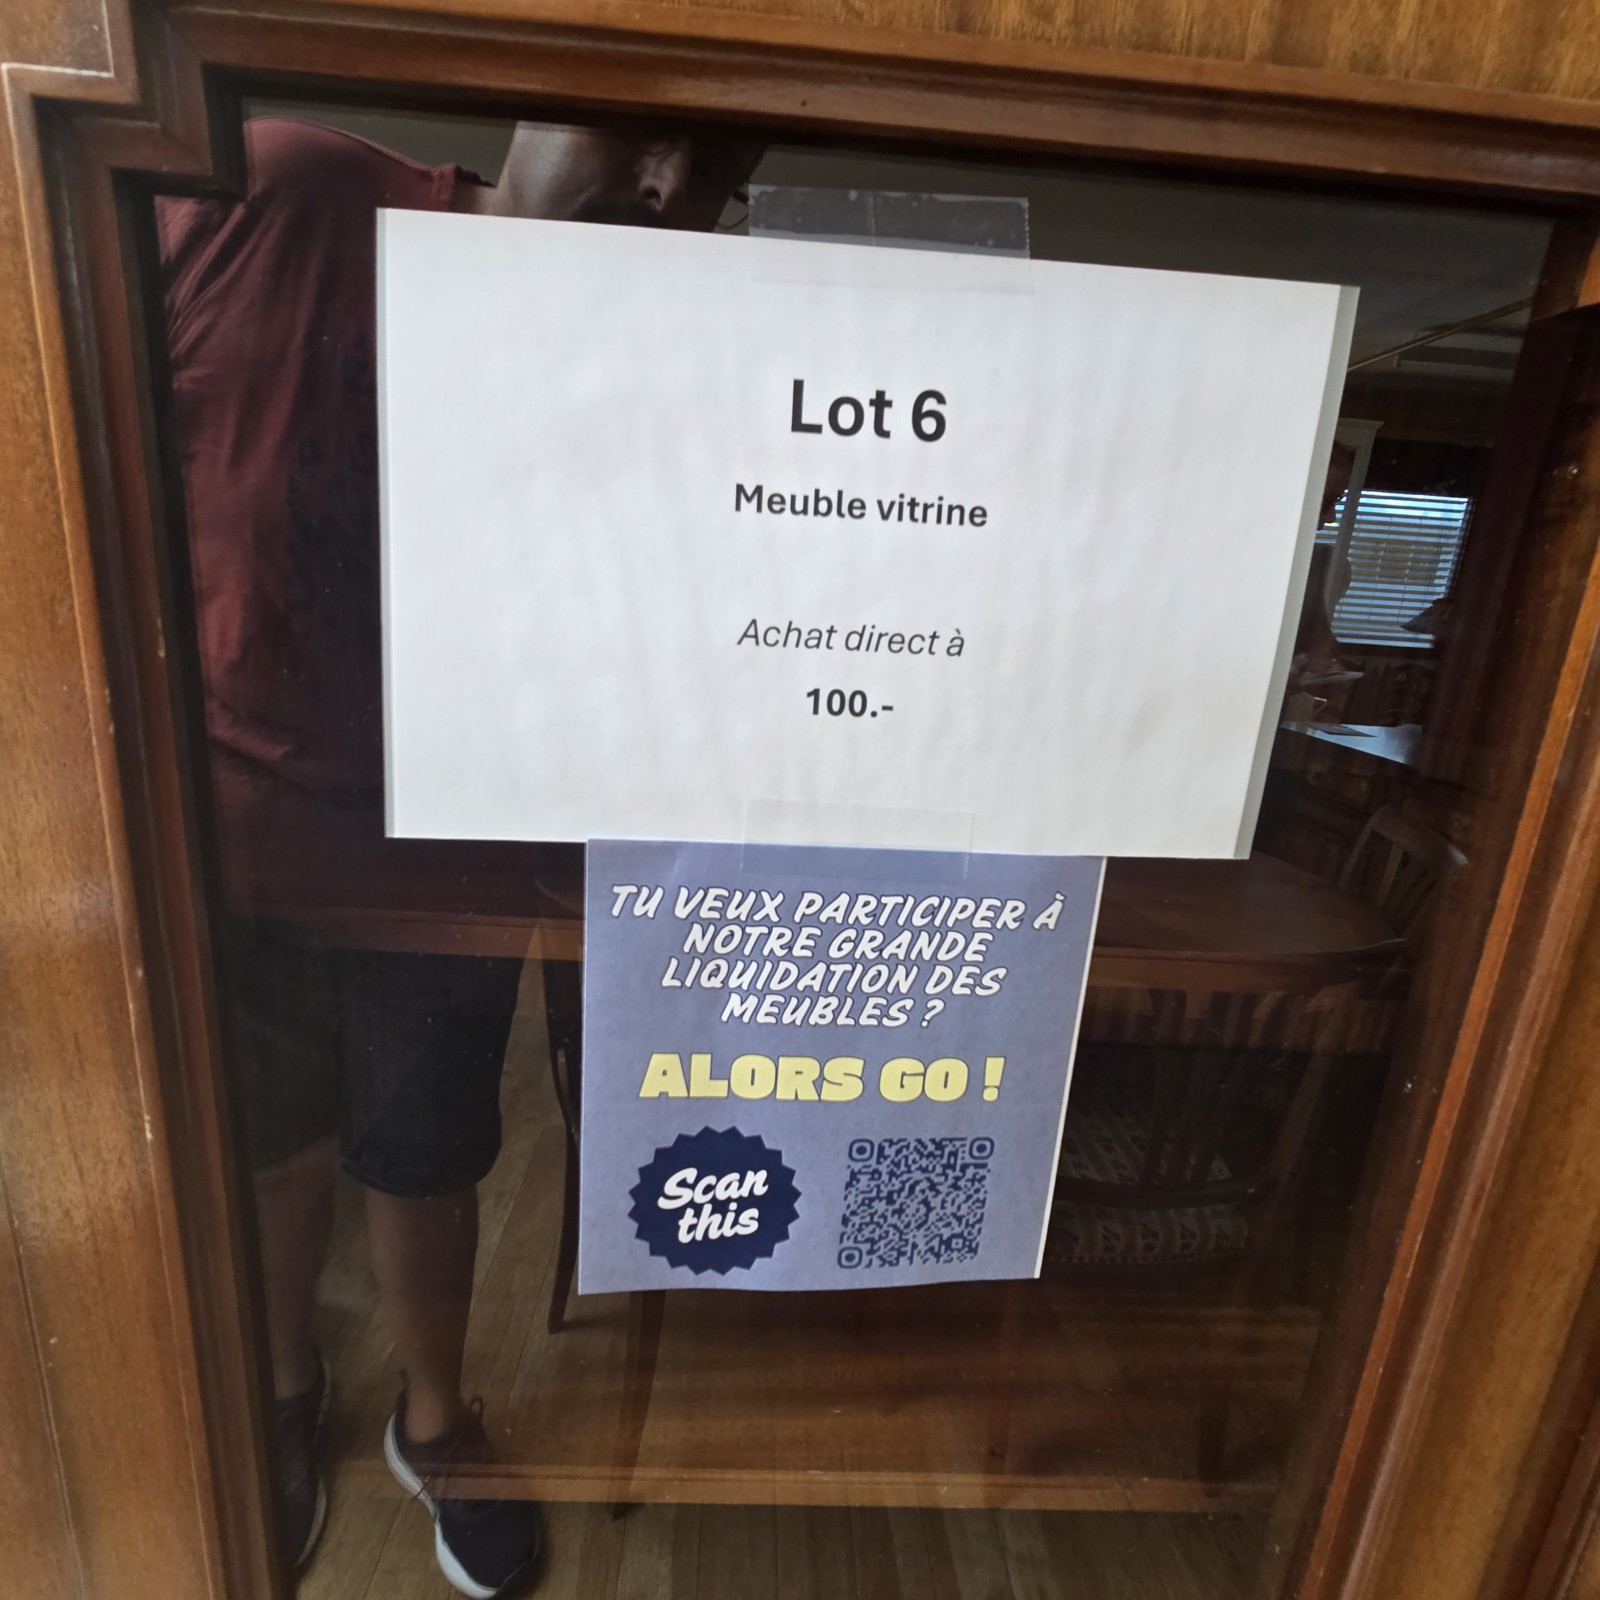 Lot 6
Meuble vitrine
Achat direct à
100.-
TU VEUX PARTICIPER À
NOTRE GRANDE
LIQUIDATION DES
MEUBLES ?
ALORS GO !
Scan
this